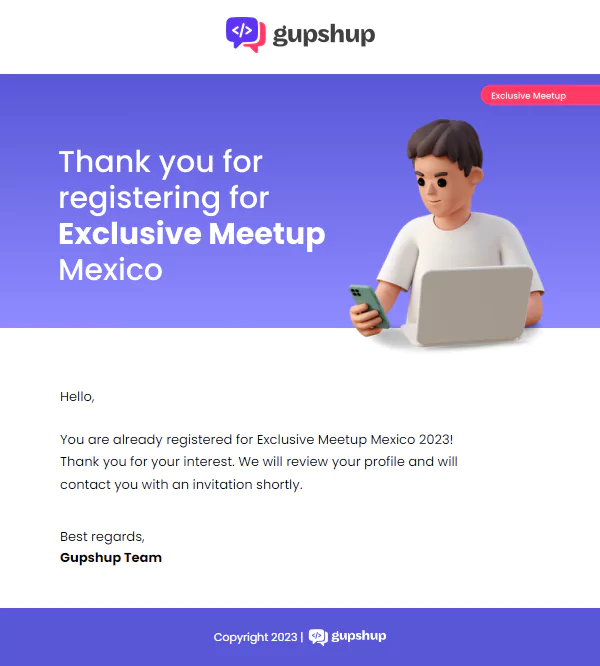 </> gupshup
Exclusive Meetup
Thank you for
registering for
Exclusive Meetup
Mexico
Hello,
You are already registered for Exclusive Meetup Mexico 2023!
Thank you for your interest. We will review your profile and will
contact you with an invitation shortly.
Best regards,
Gupshup Team
Copyright 2023 | </> gupshup